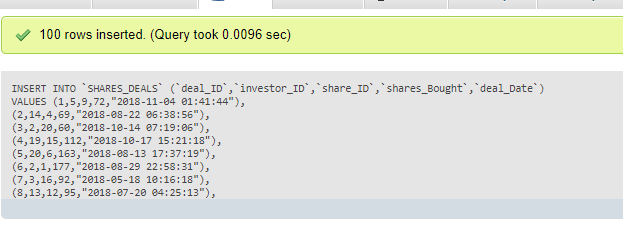 100 rows inserted. (Query took 0.0096 sec)
INSERT INTO `SHARES_DEALS` (`deal_ID`,`investor_ID`,`share_ID`,`shares_Bought`,`deal_Date`)
VALUES (1,5,9,72,"2018-11-04 01:41:44"),
(2,14,4,69,"2018-08-22 06:38:56"),
(3,2,20,60,"2018-10-14 07:19:06"),
(4,19,15,112,"2018-10-17 15:21:18"),
(5,20,6,163,"2018-08-13 17:37:19"),
(6,2,1,177,"2018-08-29 22:58:31"),
(7,3,16,92,"2018-05-18 10:16:18"),
(8,13,12,95,"2018-07-20 04:25:13"),